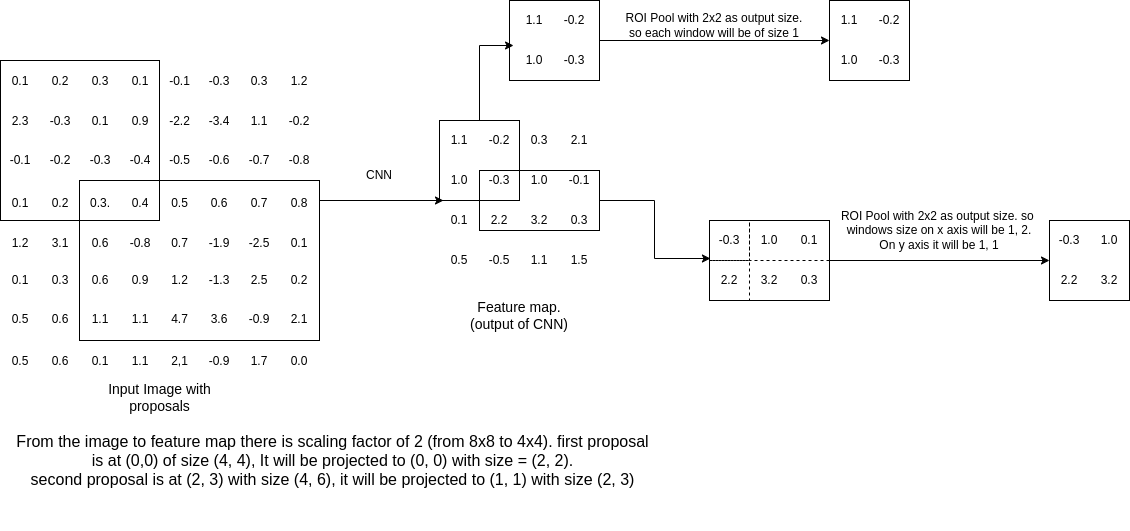 1.1 -0.2
1.0 -0.3
ROI Pool with 2x2 as output size.
so each window will be of size 1
1.1 -0.2
1.0 -0.3
0.1 0.2 0.3 0.1 -0.1 -0.3 0.3 1.2
2.3 -0.3 0.1 0.9 -2.2 -3.4 1.1 -0.2
-0.1 -0.2 -0.3 -0.4 -0.5 -0.6 -0.7 -0.8
0.1 0.2 0.3. 0.4 0.5 0.6 0.7 0.8
1.2 3.1 0.6 -0.8 0.7 -1.9 -2.5 0.1
0.1 0.3 0.6 0.9 1.2 -1.3 2.5 0.2
0.5 0.6 1.1 1.1 4.7 3.6 -0.9 2.1
0.5 0.6 0.1 1.1 2,1 -0.9 1.7 0.0
Input Image with
proposals
CNN
1.1 -0.2 0.3 2.1
1.0 -0.3 1.0 -0.1
0.1 2.2 3.2 0.3
0.5 -0.5 1.1 1.5
Feature map.
(output of CNN)
-0.3 1.0 0.1
2.2 3.2 0.3
ROI Pool with 2x2 as output size. so
windows size on x axis will be 1, 2.
On y axis it will be 1, 1
-0.3 1.0
2.2 3.2
From the image to feature map there is scaling factor of 2 (from 8x8 to 4x4). first proposal
is at (0,0) of size (4, 4), It will be projected to (0, 0) with size = (2, 2).
second proposal is at (2, 3) with size (4, 6), it will be projected to (1, 1) with size (2, 3)